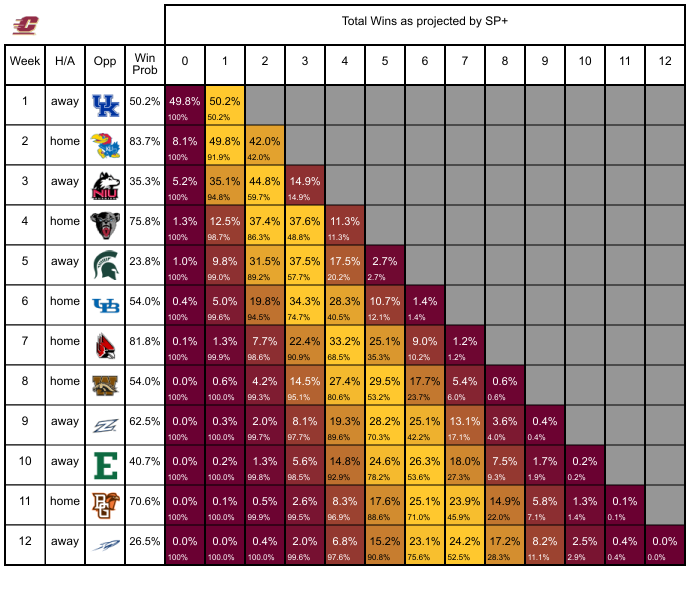 C
Total Wins as projected by SP+
Week H/A Opp Win Prob 0 1 2 3 4 5 6 7 8 9 10 11 12
1 away UK 50.2% 49.8% 50.2%
100% 50.2%
2 home KU 83.7% 8.1% 49.8% 42.0%
100% 91.9% 42.0%
3 away NIU 35.3% 5.2% 35.1% 44.8% 14.9%
100% 94.8% 59.7% 14.9%
4 home 75.8% 1.3% 12.5% 37.4% 37.6% 11.3%
100% 98.7% 86.3% 48.8% 11.3%
5 away 23.8% 1.0% 9.8% 31.5% 37.5% 17.5% 2.7%
100% 99.0% 89.2% 57.7% 20.2% 2.7%
6 home UB 54.0% 0.4% 5.0% 19.8% 34.3% 28.3% 10.7% 1.4%
100% 99.6% 94.5% 74.7% 40.5% 12.1% 1.4%
7 home 81.8% 0.1% 1.3% 7.7% 22.4% 33.2% 25.1% 9.0% 1.2%
100% 99.9% 98.6% 90.9% 68.5% 35.3% 10.2% 1.2%
8 home 54.0% 0.0% 0.6% 4.2% 14.5% 27.4% 29.5% 17.7% 5.4% 0.6%
100% 100.0% 99.3% 95.1% 80.6% 53.2% 23.7% 6.0% 0.6%
9 away 62.5% 0.0% 0.3% 2.0% 8.1% 19.3% 28.2% 25.1% 13.1% 3.6% 0.4%
100% 100.0% 99.7% 97.7% 89.6% 70.3% 42.2% 17.1% 4.0% 0.4%
10 away E 40.7% 0.0% 0.2% 1.3% 5.6% 14.8% 24.6% 26.3% 18.0% 7.5% 1.7% 0.2%
100% 100.0% 99.8% 98.5% 92.9% 78.2% 53.6% 27.3% 9.3% 1.9% 0.2%
11 home BG 70.6% 0.0% 0.1% 0.5% 2.6% 8.3% 17.6% 25.1% 23.9% 14.9% 5.8% 1.3% 0.1%
100% 100.0% 99.9% 99.5% 96.9% 88.6% 71.0% 45.9% 22.0% 7.1% 1.4% 0.1%
12 away 26.5% 0.0% 0.0% 0.4% 2.0% 6.8% 15.2% 23.1% 24.2% 17.2% 8.2% 2.5% 0.4% 0.0%
100% 100.0% 100.0% 99.6% 97.6% 90.8% 75.6% 52.5% 28.3% 11.1% 2.9% 0.4% 0.0%